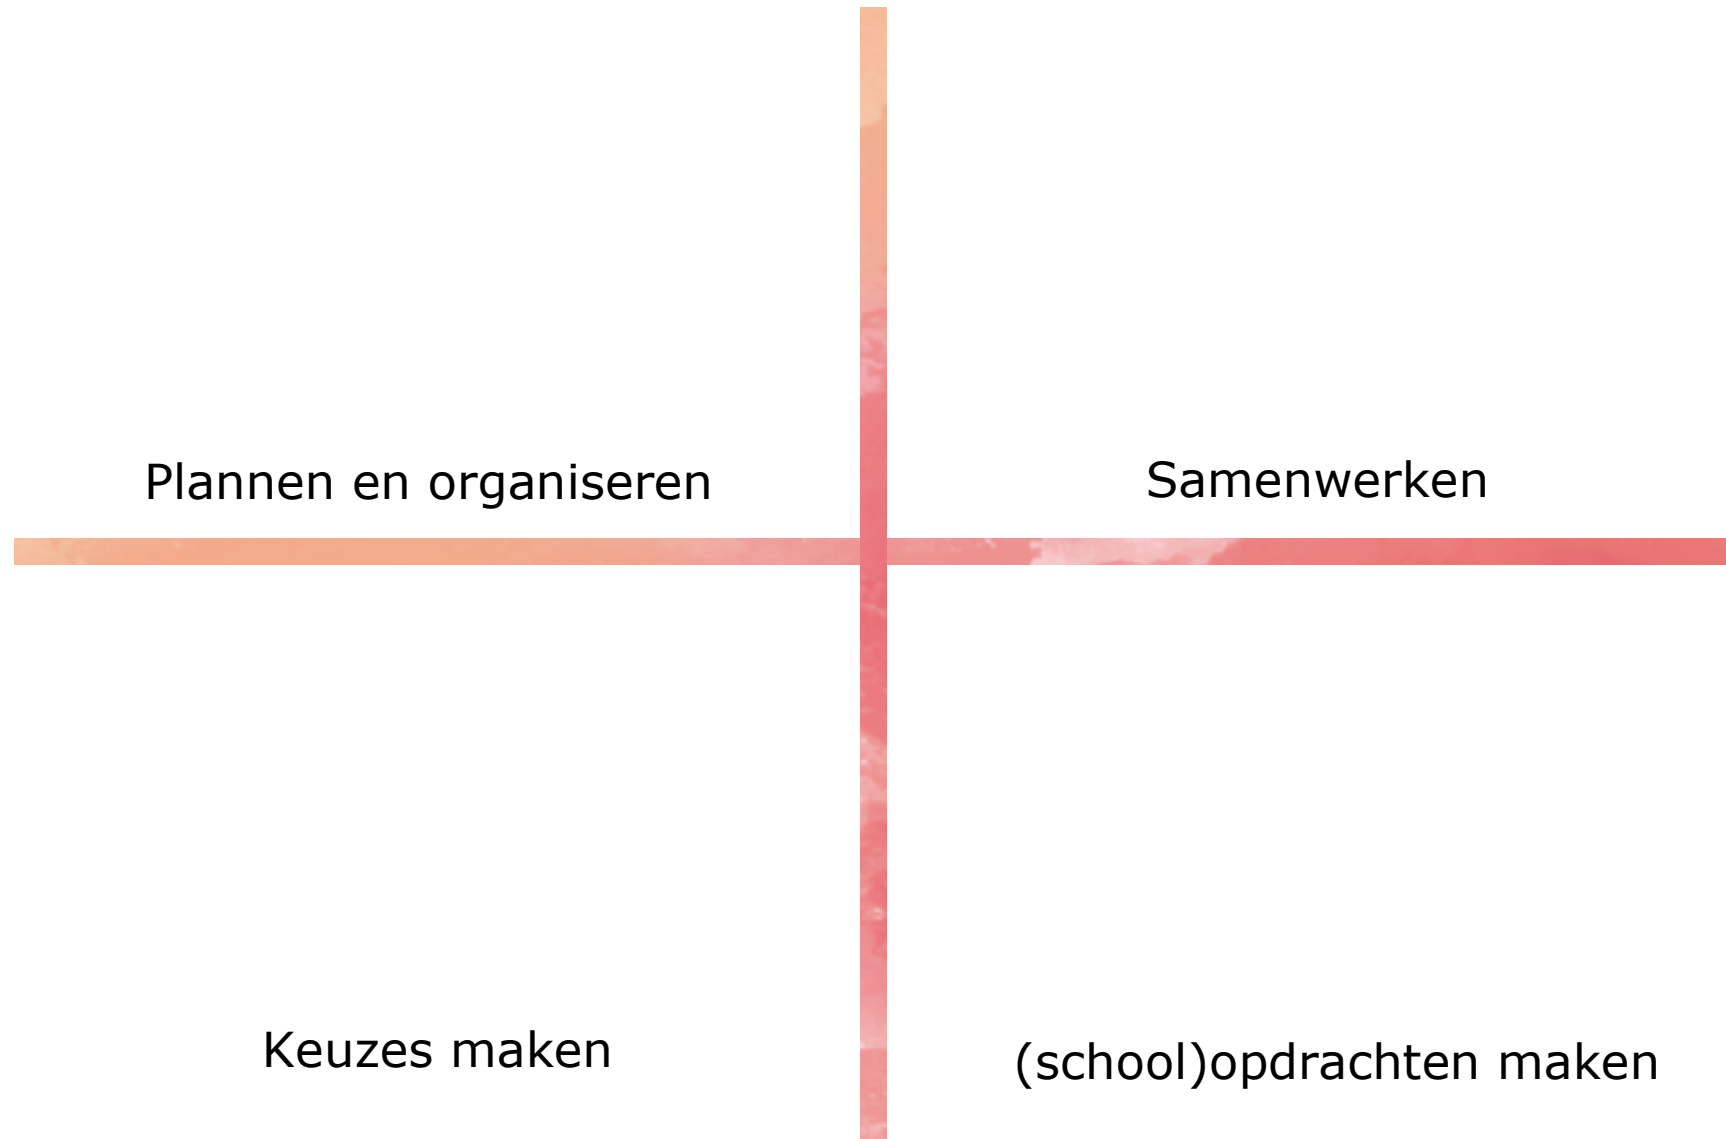 Plannen en organiseren
Samenwerken
Keuzes maken
(school)opdrachten maken